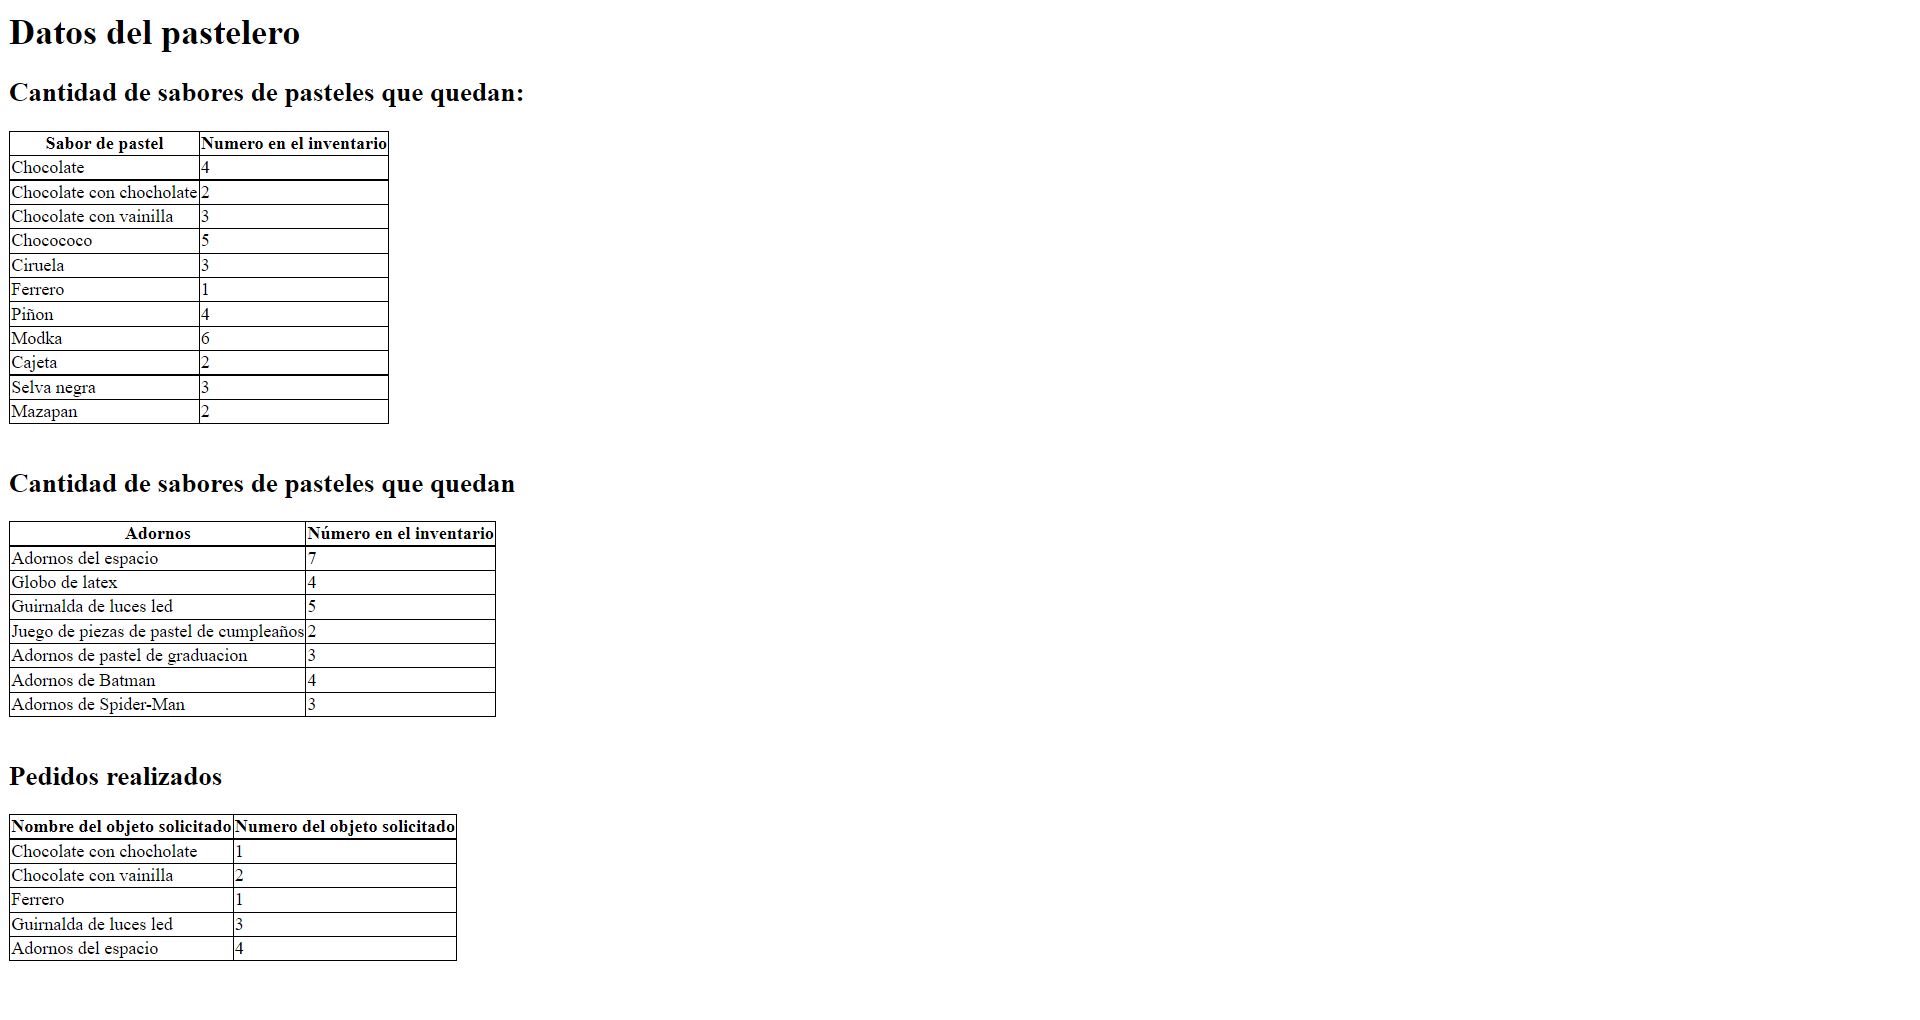 Datos del pastelero
Cantidad de sabores de pasteles que quedan:
Sabor de pastel Numero en el inventario
Chocolate 4
Chocolate con chocholate 2
Chocolate con vainilla 3
Chocococo 5
Ciruela 3
Ferrero 1
Piñon 4
Modka 6
Cajeta 2
Selva negra 3
Mazapan 2
Cantidad de sabores de pasteles que quedan
Adornos Número en el inventario
Adornos del espacio 7
Globo de latex 4
Guirnalda de luces led 5
Juego de piezas de pastel de cumpleaños 2
Adornos de pastel de graduacion 3
Adornos de Batman 4
Adornos de Spider-Man 3
Pedidos realizados
Nombre del objeto solicitado Numero del objeto solicitado
Chocolate con chocholate 1
Chocolate con vainilla 2
Ferrero 1
Guirnalda de luces led 3
Adornos del espacio 4